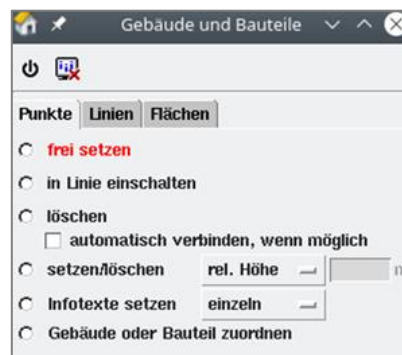 Gebäude und Bauteile
Punkte Linien Flächen
frei setzen
in Linie einschalten
löschen
automatisch verbinden, wenn möglich
setzen/löschen rel. Höhe
Infotexte setzen einzeln
Gebäude oder Bauteil zuordnen